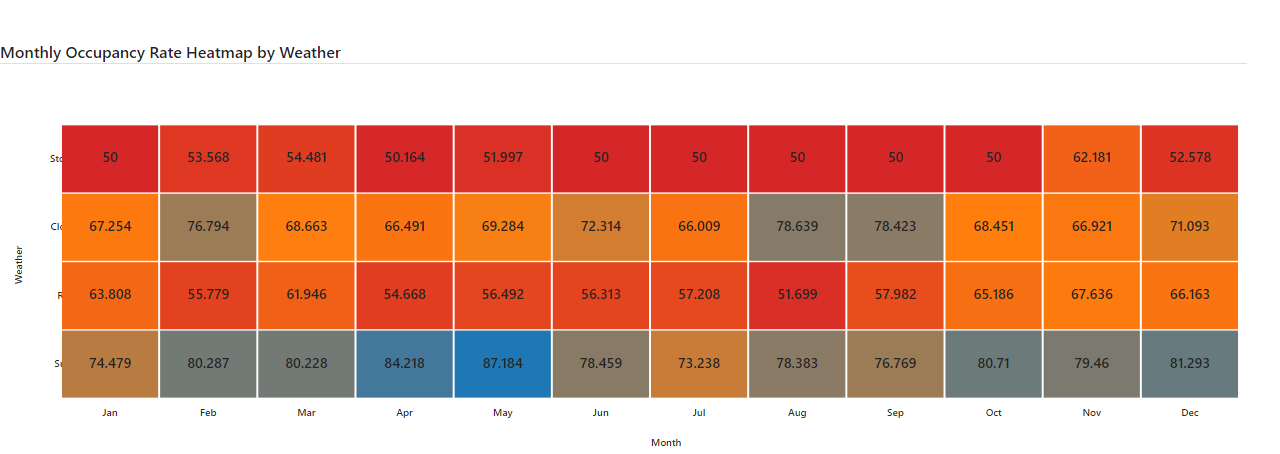 Monthly Occupancy Rate Heatmap by Weather
Sto 50 53.568 54.481 50.164 51.997 50 50 50 50 50 62.181 52.578
Clo 67.254 76.794 68.663 66.491 69.284 72.314 66.009 78.639 78.423 68.451 66.921 71.093
Weather
R 63.808 55.779 61.946 54.668 56.492 56.313 57.208 51.699 57.982 65.186 67.636 66.163
Su 74.479 80.287 80.228 84.218 87.184 78.459 73.238 78.383 76.769 80.71 79.46 81.293
Jan Feb Mar Apr May Jun Jul Aug Sep Oct Nov Dec
Month